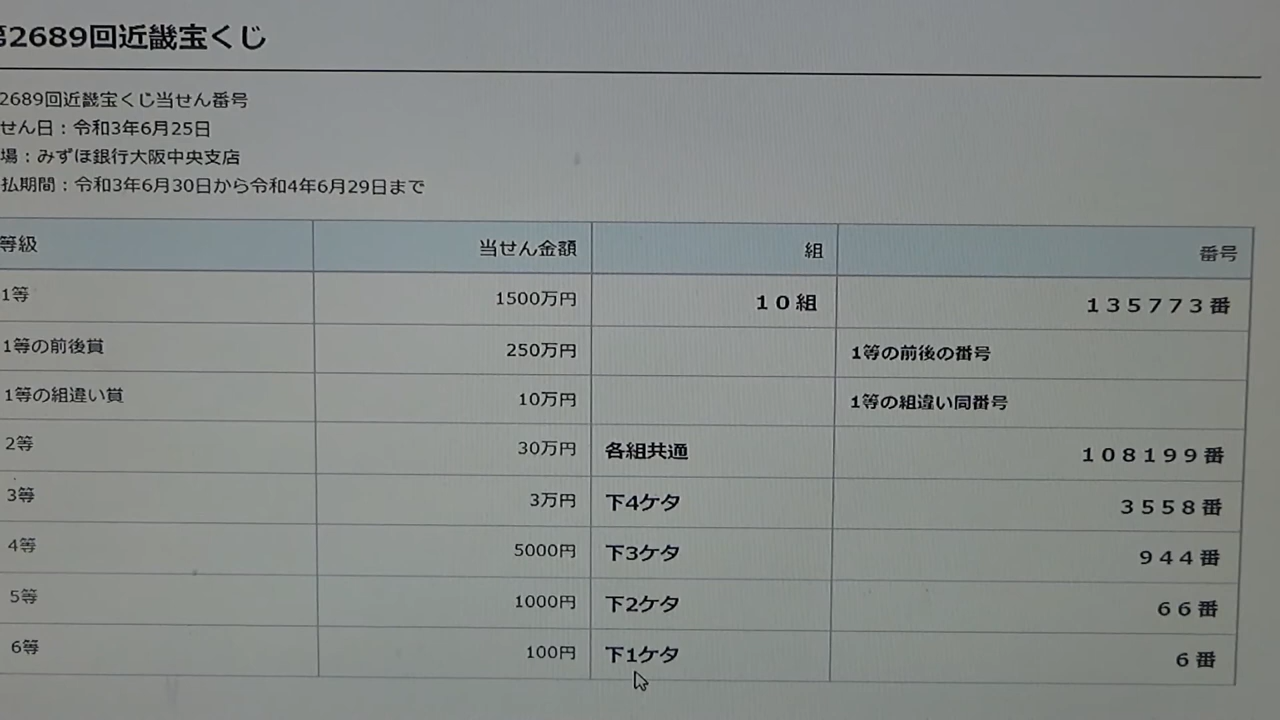 第2689回近畿宝くじ
2689回近畿宝くじ当せん番号
せん日：令和3年6月25日
場：みずほ銀行大阪中央支店
払期間：令和3年6月30日から令和4年6月29日まで
等級 当せん金額 組 番号
1等 1500万円 10組 135773番
1等の前後賞 250万円 1等の前後の番号
1等の組違い賞 10万円 1等の組違い同番号
2等 30万円 各組共通 108199番
3等 3万円 下4ケタ 3558番
4等 5000円 下3ケタ 944番
5等 1000円 下2ケタ 66番
6等 100円 下1ケタ 6番